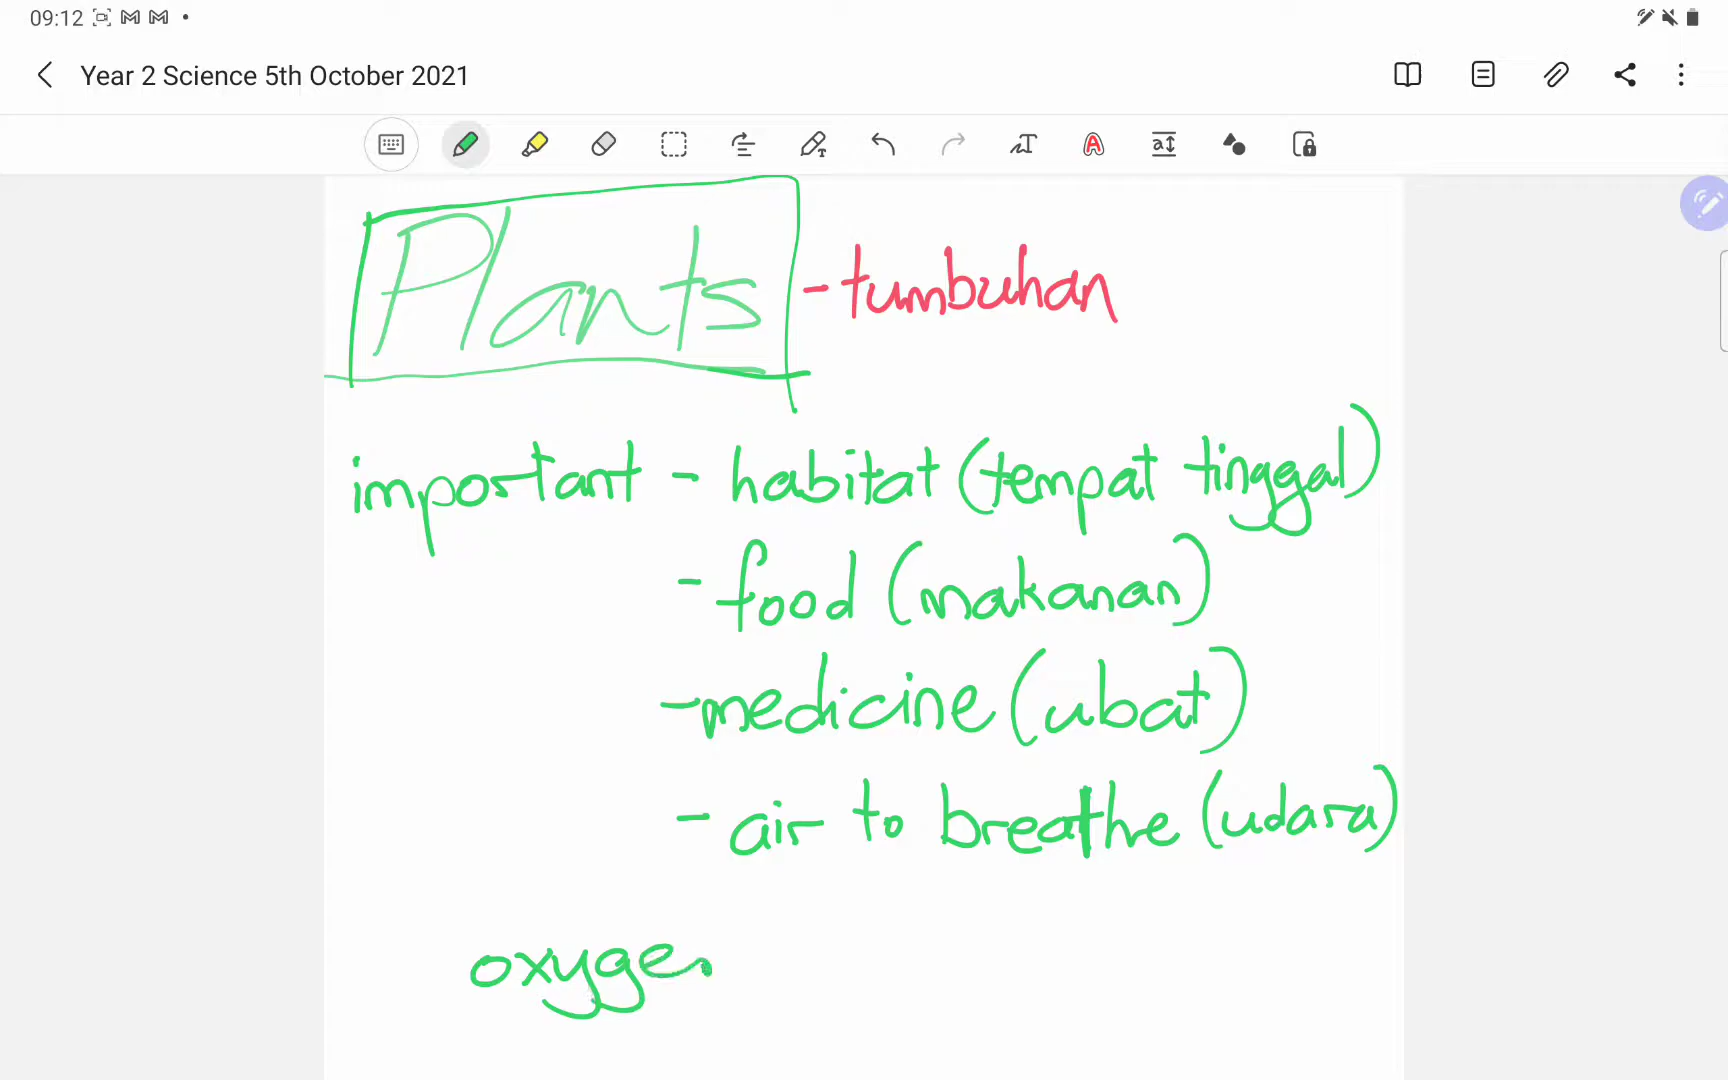 09:12
Year 2 Science 5th October 2021
Plants - tumbuhan
important - habitat (tempat tinggal)
- food (makanan)
- medicine (ubat)
- air to breathe (udara)
oxyge